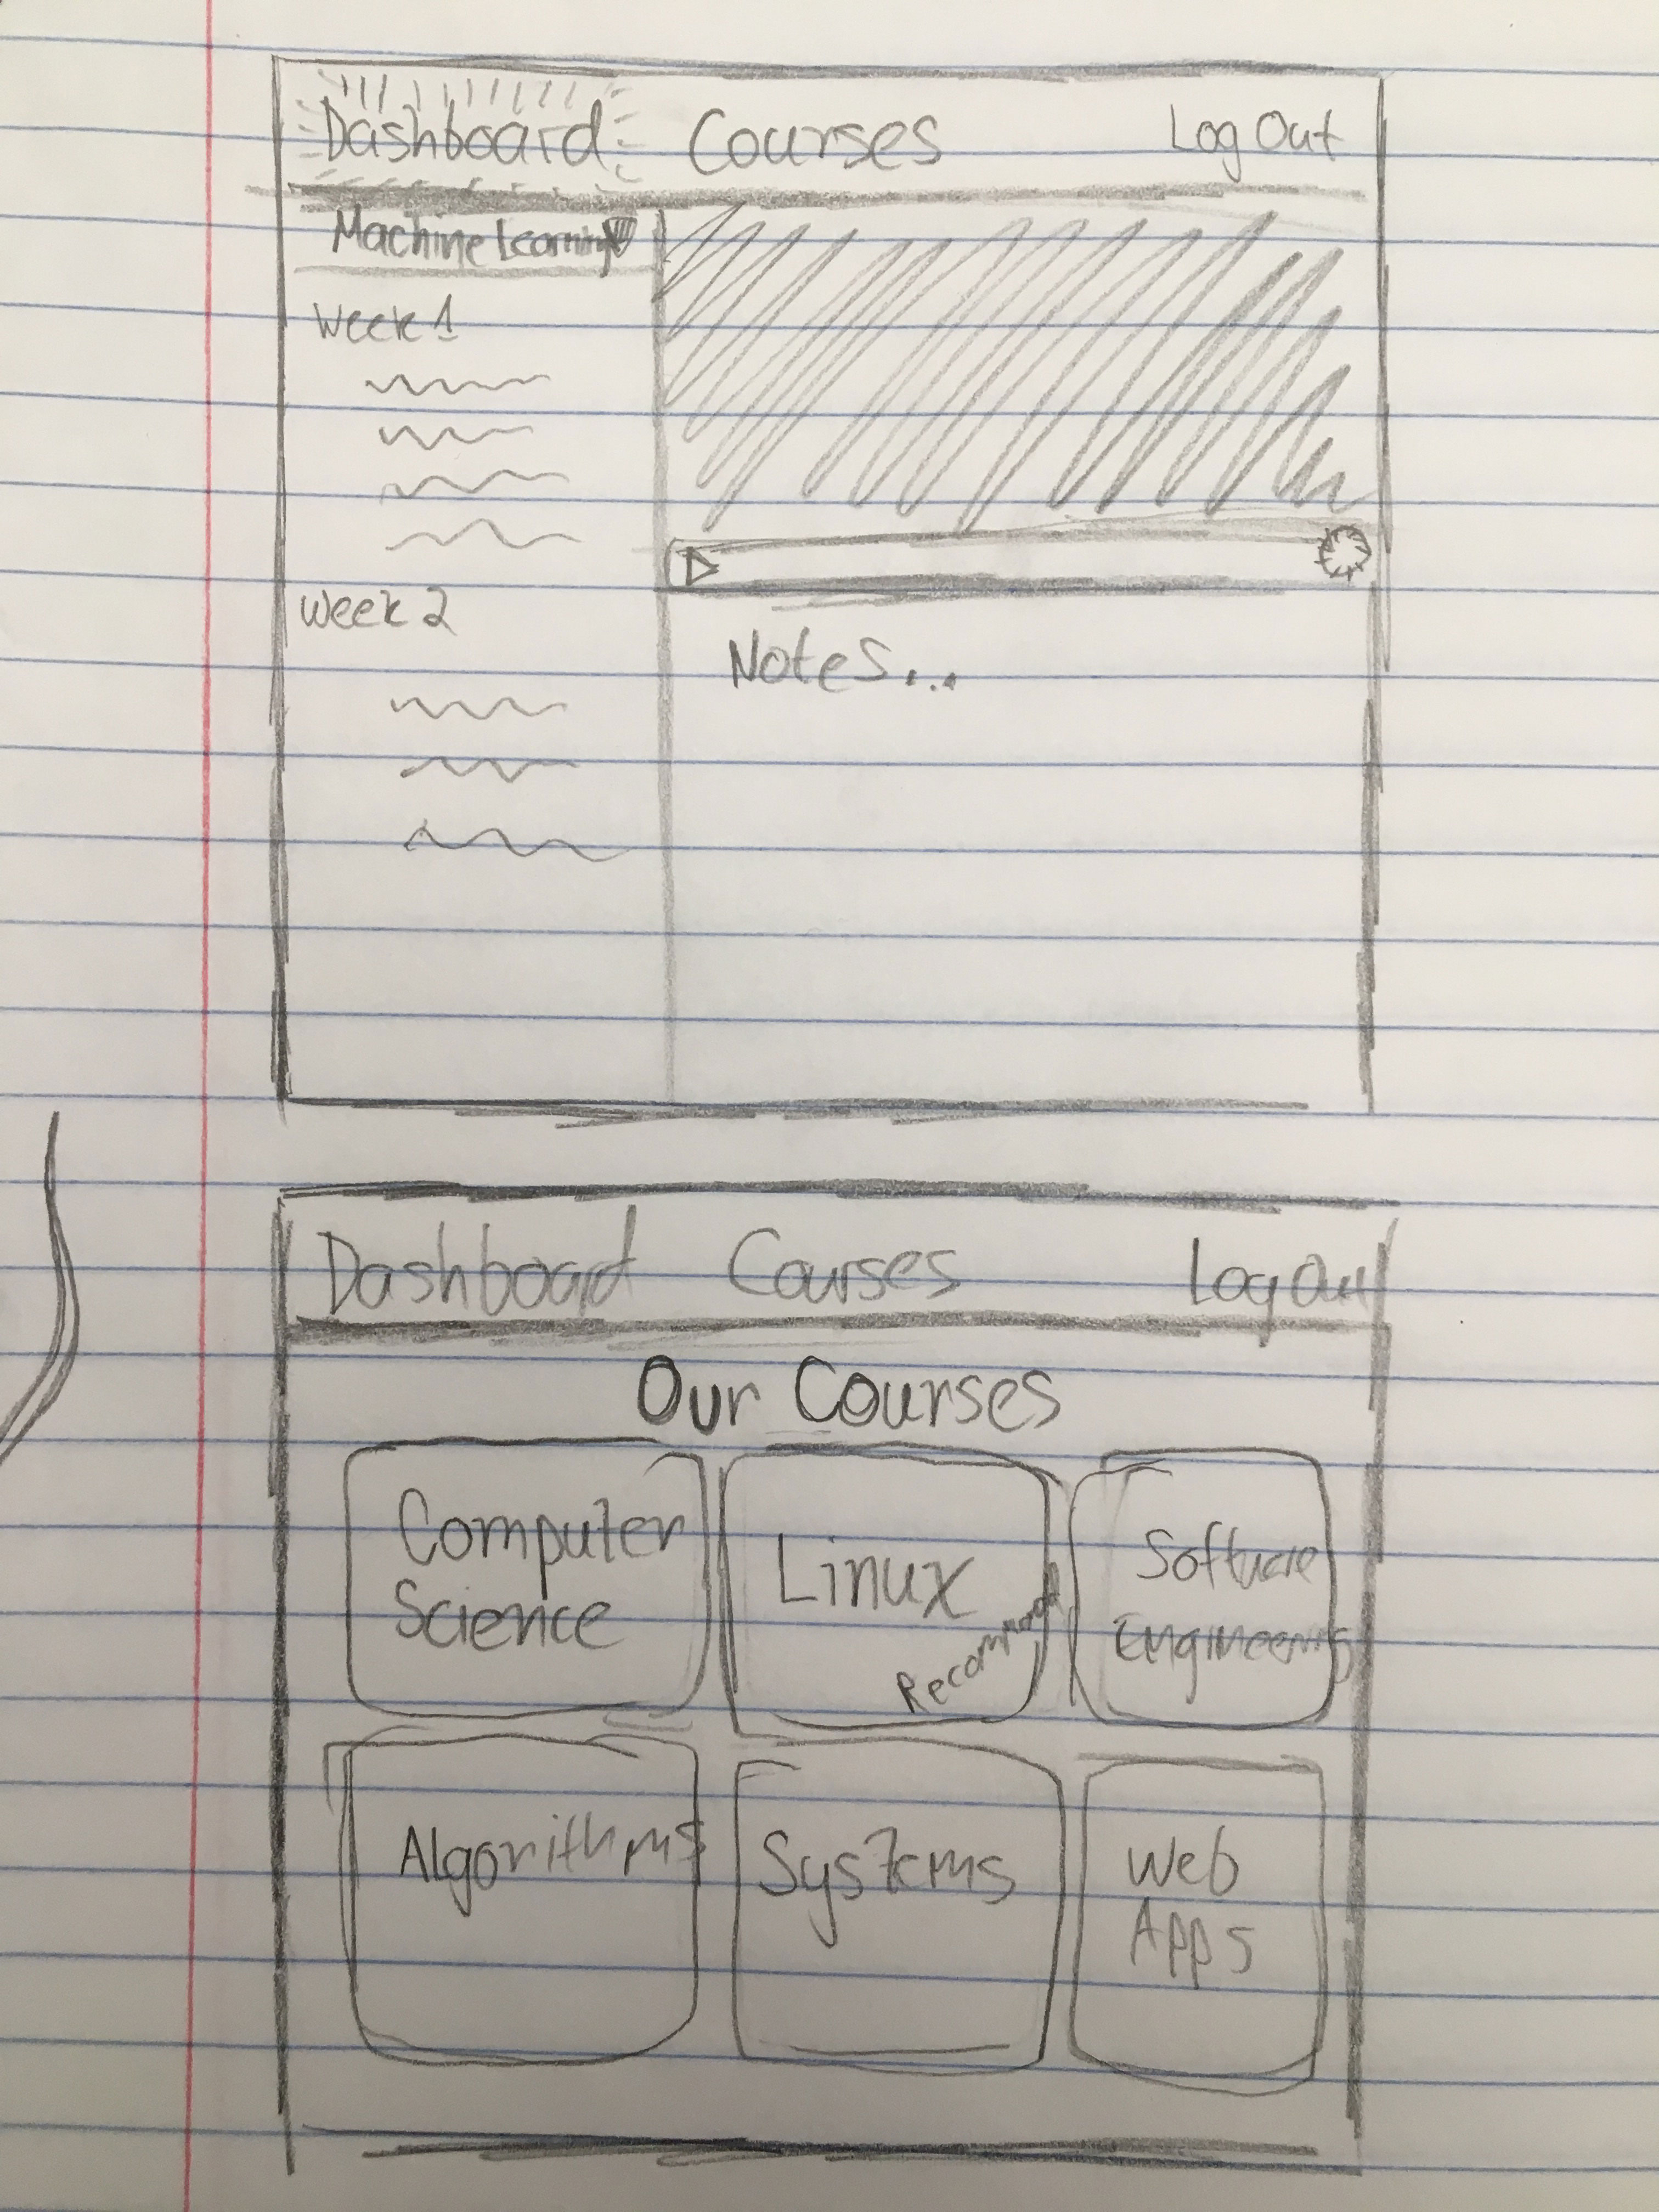 Dashboard Courses Log Out
Machine Learning
Week 1
Week 2
Notes...
Dashboard Courses Log Out
Our Courses
Computer
Science
Linux
Software
Engineering
Algorithms
Systems
Web
Apps